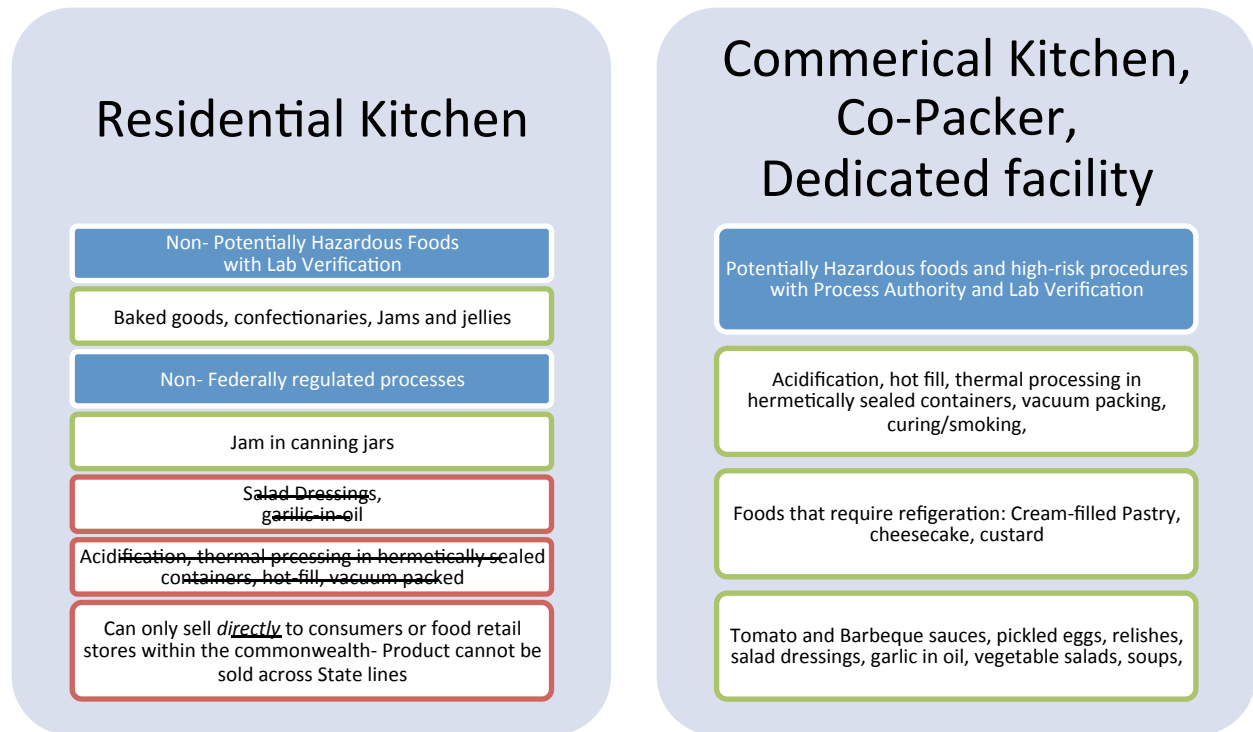 Residential Kitchen
Non- Potentially Hazardous Foods
with Lab Verification
Baked goods, confectionaries, Jams and jellies
Non- Federally regulated processes
Jam in canning jars
Salad Dressings,
garilic-in-oil
Acidification, thermal prcessing in hermetically sealed
containers, hot-fill, vacuum packed
Can only sell directly to consumers or food retail
stores within the commonwealth- Product cannot be
sold across State lines
Commerical Kitchen,
Co-Packer,
Dedicated facility
Potentially Hazardous foods and high-risk procedures
with Process Authority and Lab Verification
Acidification, hot fill, thermal processing in
hermetically sealed containers, vacuum packing,
curing/smoking,
Foods that require refigeration: Cream-filled Pastry,
cheesecake, custard
Tomato and Barbeque sauces, pickled eggs, relishes,
salad dressings, garlic in oil, vegetable salads, soups,